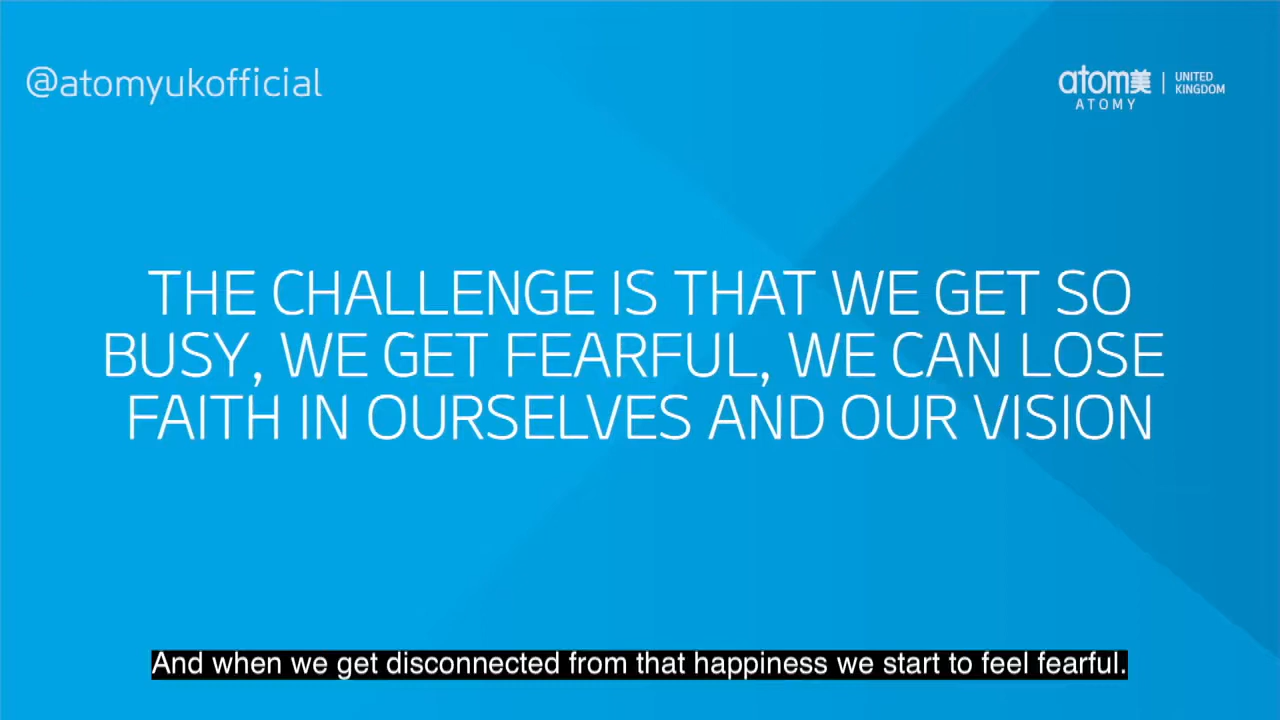 @atomyukofficial
atom美 | UNITED
KINGDOM
ATOMY
THE CHALLENGE IS THAT WE GET SO
BUSY, WE GET FEARFUL, WE CAN LOSE
FAITH IN OURSELVES AND OUR VISION
And when we get disconnected from that happiness we start to feel fearful.